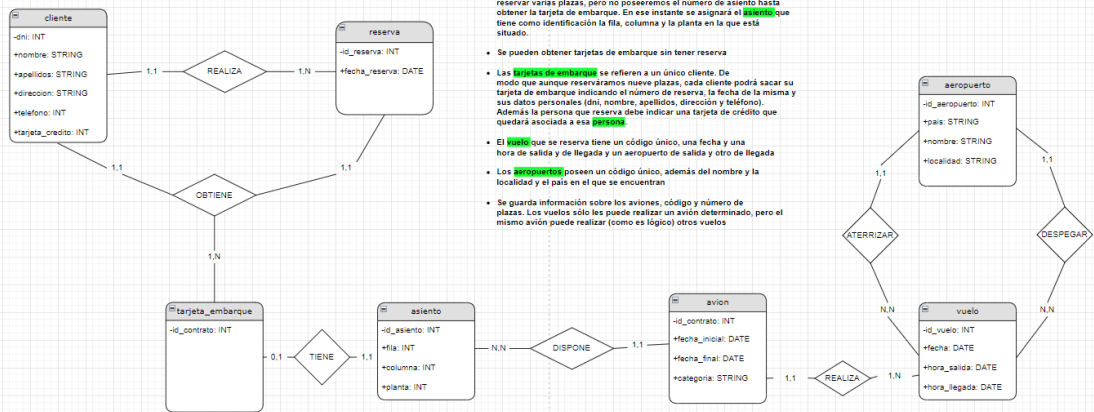 reservar varias plazas, pero no poseeremos el número de asiento hasta
obtener la tarjeta de embarque. En ese instante se asignará el asiento que
tiene como identificación la fila, columna y la planta en la que está
situado.
• Se pueden obtener tarjetas de embarque sin tener reserva
• Las tarjetas de embarque se refieren a un único cliente. De
modo que aunque reserváramos nueve plazas, cada cliente podrá sacar su
tarjeta de embarque indicando el número de reserva, la fecha de la misma y
sus datos personales (dni, nombre, apellidos, dirección y teléfono).
Además la persona que reserva debe indicar una tarjeta de crédito que
quedará asociada a esa persona.
• El vuelo que se reserva tiene un código único, una fecha y una
hora de salida y de llegada y un aeropuerto de salida y otro de llegada
• Los aeropuertos poseen un código único, además del nombre y la
localidad y el país en el que se encuentran
• Se guarda información sobre los aviones, código y número de
plazas. Los vuelos sólo les puede realizar un avión determinado, pero el
mismo avión puede realizar (como es lógico) otros vuelos
cliente
-dni: INT
+nombre: STRING
+apellidos: STRING
+direccion: STRING
+telefono: INT
+tarjeta_credito: INT
1,1
REALIZA
1,N
reserva
-id_reserva: INT
+fecha_reserva: DATE
1,1
OBTIENE
1,1
1,N
tarjeta_embarque
-id_contrato: INT
0,1
TIENE
1,1
asiento
-id_asiento: INT
+fila: INT
+columna: INT
+planta: INT
N,N
DISPONE
1,1
avion
-id_contrato: INT
+fecha_inicial: DATE
+fecha_final: DATE
+categoria: STRING
1,1
REALIZA
1,N
vuelo
-id_vuelo: INT
+fecha: DATE
+hora_salida: DATE
+hora_llegada: DATE
aeropuerto
-id_aeropuerto: INT
+pais: STRING
+nombre: STRING
+localidad: STRING
1,1
ATERRIZAR
N,N
1,1
DESPEGAR
N,N